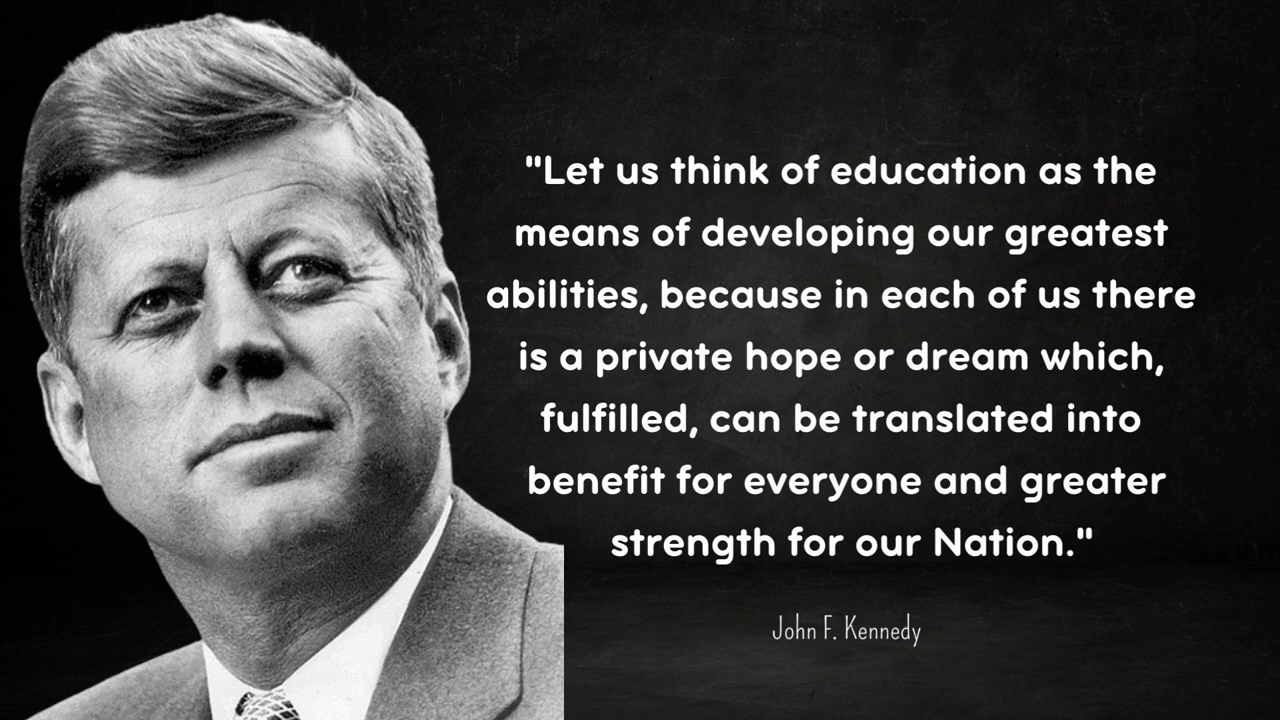 "Let us think of education as the
means of developing our greatest
abilities, because in each of us there
is a private hope or dream which,
fulfilled, can be translated into
benefit for everyone and greater
strength for our Nation."
John F. Kennedy